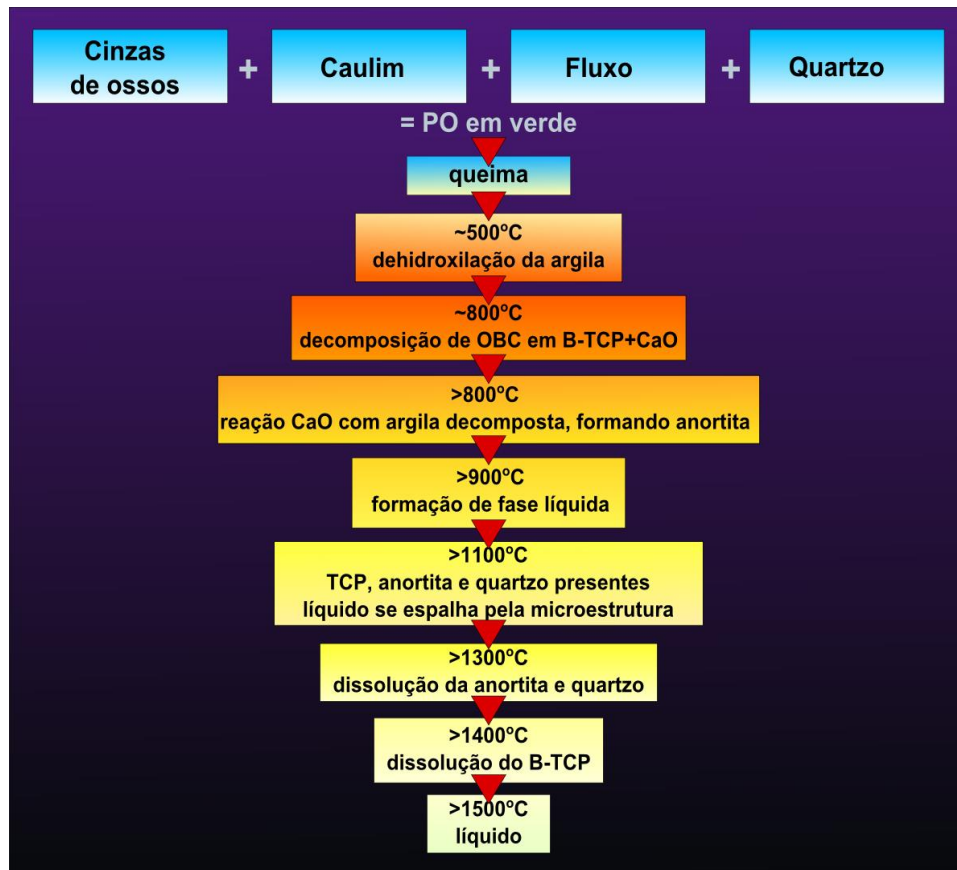 Cinzas
de ossos
+
Caulim
+
Fluxo
+
Quartzo
= PO em verde
queima
~500ºC
dehidroxilação da argila
~800ºC
decomposição de OBC em B-TCP+CaO
>800ºC
reação CaO com argila decomposta, formando anortita
>900ºC
formação de fase líquida
>1100ºC
TCP, anortita e quartzo presentes
líquido se espalha pela microestrutura
>1300ºC
dissolução da anortita e quartzo
>1400ºC
dissolução do B-TCP
>1500ºC
líquido